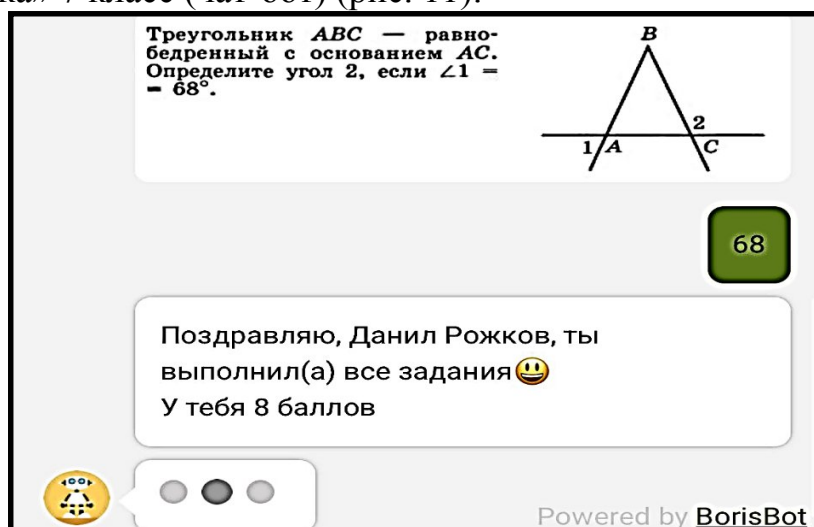 Треугольник ABC — равно-
бедренный с основанием AC.
Определите угол 2, если ∠1 =
= 68°.
B
2
1 A C
68
Поздравляю, Данил Рожков, ты
выполнил(а) все задания😃
У тебя 8 баллов
Powered by BorisBot